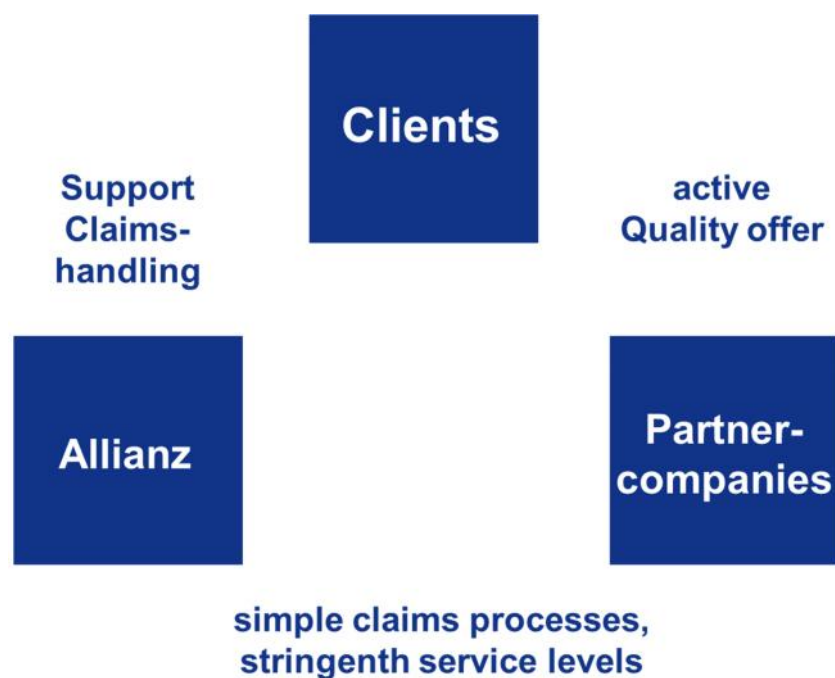 Clients
Support
Claims-
handling
active
Quality offer
Allianz
Partner-
companies
simple claims processes,
stringenth service levels